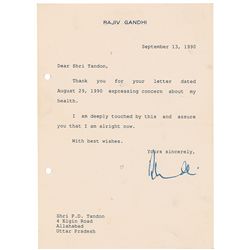 RAJIV GANDHI
September 13, 1990
Dear Shri Tandon,
Thank you for your letter dated
August 29, 1990 expressing concern about my
health.
I am deeply touched by this and assure
you that I am alright now.
With best wishes.
Yours sincerely,
Shri P.D. Tandon
4 Elgin Road
Allahabad
Uttar Pradesh